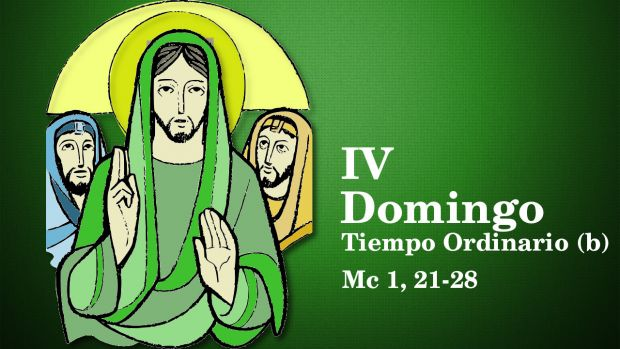 IV
Domingo
Tiempo Ordinario (b)
Mc 1, 21-28